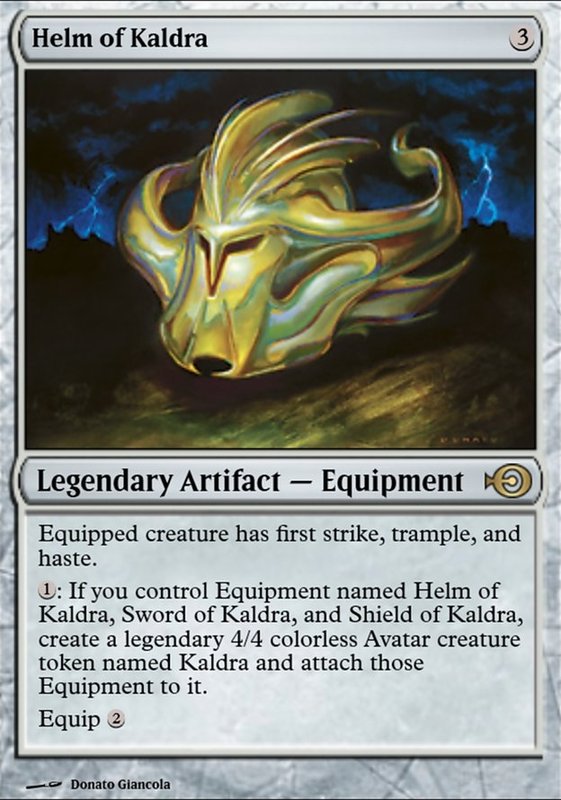 Helm of Kaldra 3
DONATO
Legendary Artifact — Equipment
Equipped creature has first strike, trample, and
haste.
1: If you control Equipment named Helm of
Kaldra, Sword of Kaldra, and Shield of Kaldra,
create a legendary 4/4 colorless Avatar creature
token named Kaldra and attach those
Equipment to it.
Equip 2
Donato Giancola